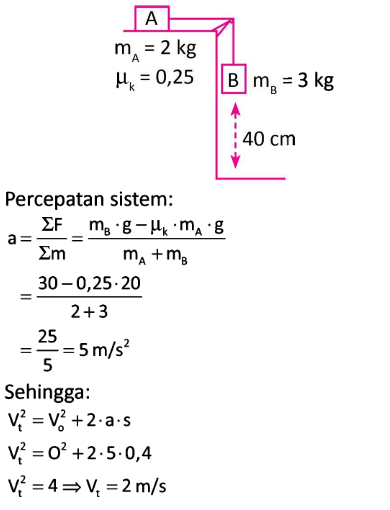 A
m_A = 2 kg
μ_k = 0,25
B m_B = 3 kg
40 cm
Percepatan sistem:
a = ΣF/Σm = (m_B · g – μ_k · m_A · g)/(m_A + m_B)
= (30 – 0,25 · 20)/(2 + 3)
= 25/5 = 5 m/s²
Sehingga:
V_t² = V_o² + 2 · a · s
V_t² = O² + 2 · 5 · 0,4
V_t² = 4 ⇒ V_t = 2 m/s